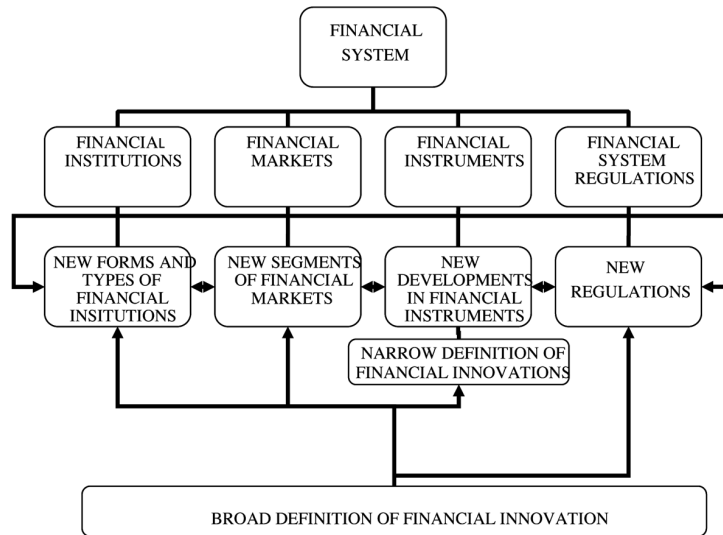 FINANCIAL
SYSTEM
FINANCIAL
INSTITUTIONS
FINANCIAL
MARKETS
FINANCIAL
INSTRUMENTS
FINANCIAL
SYSTEM
REGULATIONS
NEW FORMS AND
TYPES OF
FINANCIAL
INSITUTIONS
NEW SEGMENTS
OF FINANCIAL
MARKETS
NEW
DEVELOPMENTS
IN FINANCIAL
INSTRUMENTS
NEW
REGULATIONS
NARROW DEFINITION OF
FINANCIAL INNOVATIONS
BROAD DEFINITION OF FINANCIAL INNOVATION